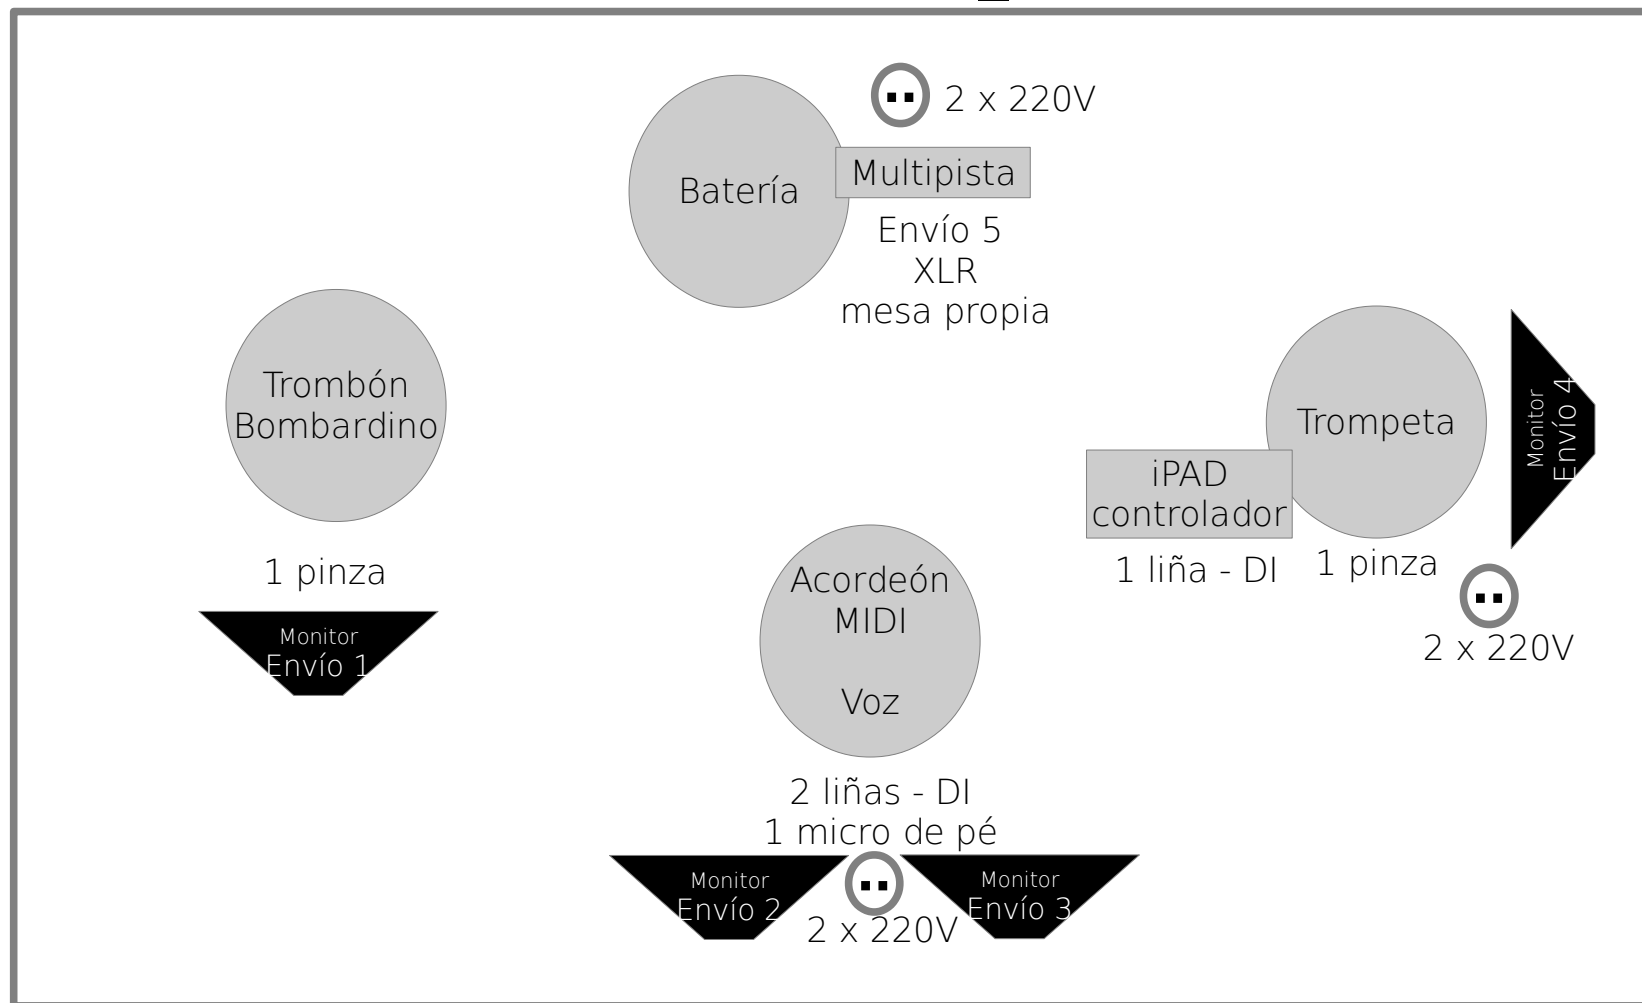 2 x 220V
Batería
Multipista
Envío 5
XLR
mesa propia
Trombón
Bombardino
1 pinza
Monitor
Envío 1
Trompeta
Monitor
Envío 4
iPAD
controlador
1 liña - DI
1 pinza
2 x 220V
Acordeón
MIDI
Voz
2 liñas - DI
1 micro de pé
Monitor
Envío 2
Monitor
Envío 3
2 x 220V